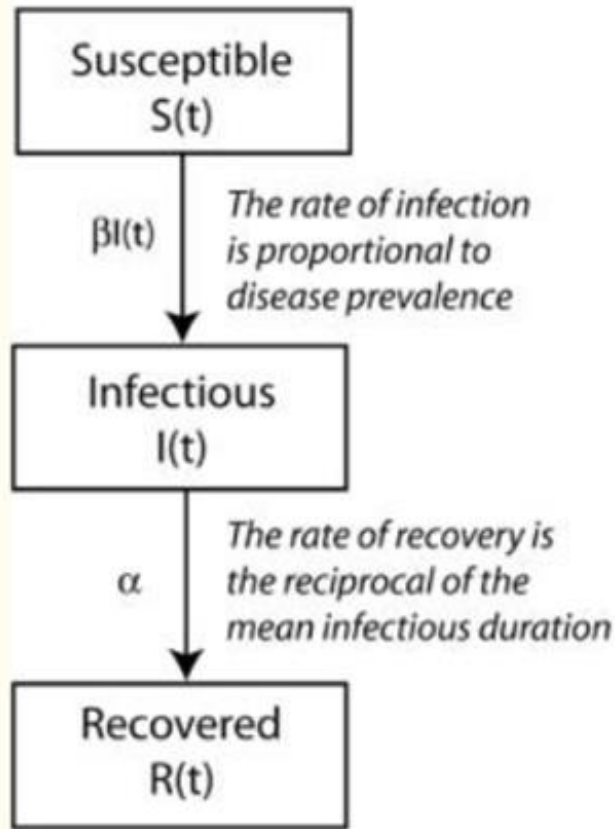 Susceptible
S(t)
βI(t)
The rate of infection
is proportional to
disease prevalence
Infectious
I(t)
α
The rate of recovery is
the reciprocal of the
mean infectious duration
Recovered
R(t)